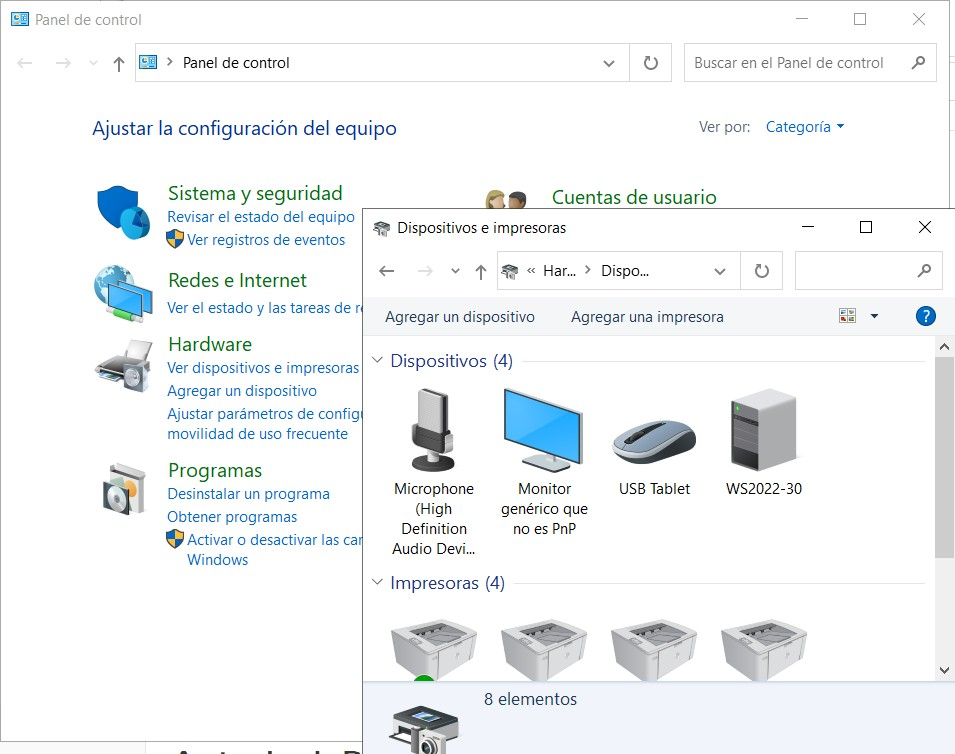 Panel de control
Panel de control
Buscar en el Panel de control
Ajustar la configuración del equipo
Ver por: Categoría
Sistema y seguridad
Revisar el estado del equipo
Ver registros de eventos
Redes e Internet
Ver el estado y las tareas de
Hardware
Ver dispositivos e impresoras
Agregar un dispositivo
Ajustar parámetros de
movilidad de uso frecuente
Programas
Desinstalar un programa
Obtener programas
Activar o desactivar las
Windows
Cuentas de usuario
Dispositivos e impresoras
« Har... > Dispo...
Agregar un dispositivo
Agregar una impresora
?
Dispositivos (4)
Microphone
(High
Definition
Audio Devi...
Monitor
genérico que
no es PnP
USB Tablet
WS2022-30
Impresoras (4)
8 elementos